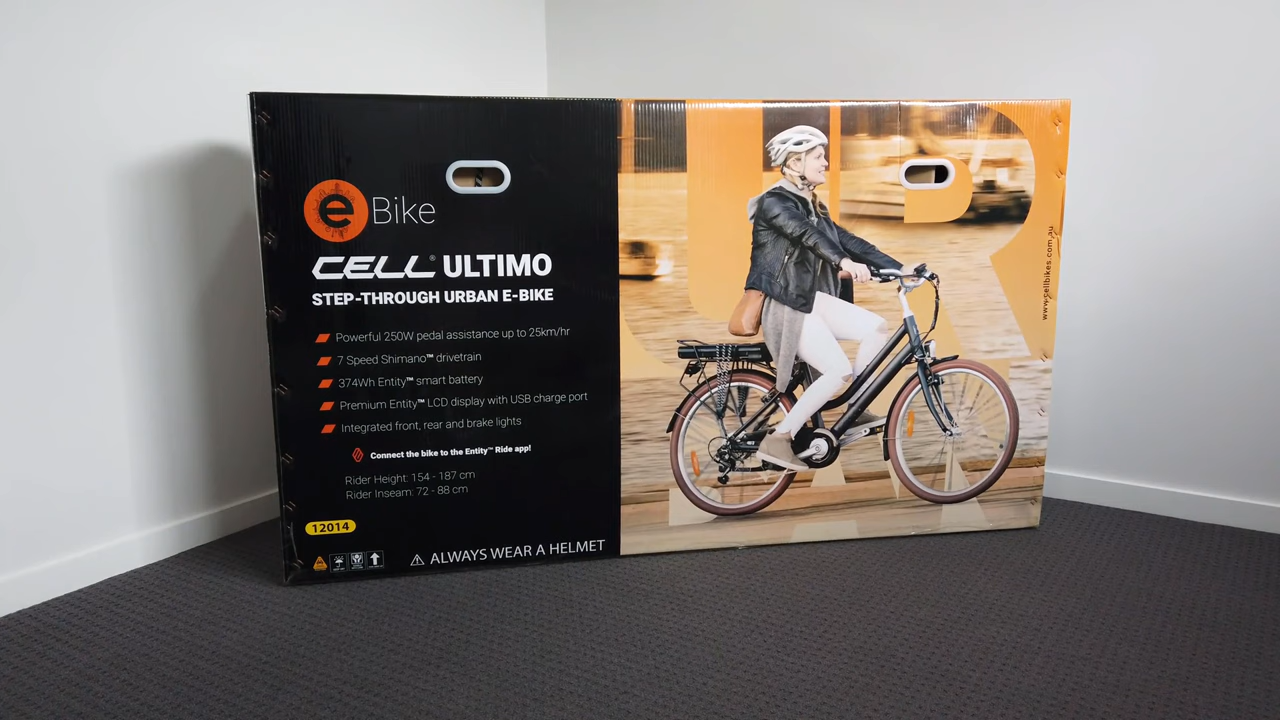 e Bike
CELL® ULTIMO
STEP-THROUGH URBAN E-BIKE
Powerful 250W pedal assistance up to 25km/hr
7 Speed Shimano™ drivetrain
374Wh Entity™ smart battery
Premium Entity™ LCD display with USB charge port
Integrated front, rear and brake lights
Connect the bike to the Entity™ Ride app!
Rider Height: 154 - 187 cm
Rider Inseam: 72 - 88 cm
12014
ALWAYS WEAR A HELMET
www.cellbikes.com.au